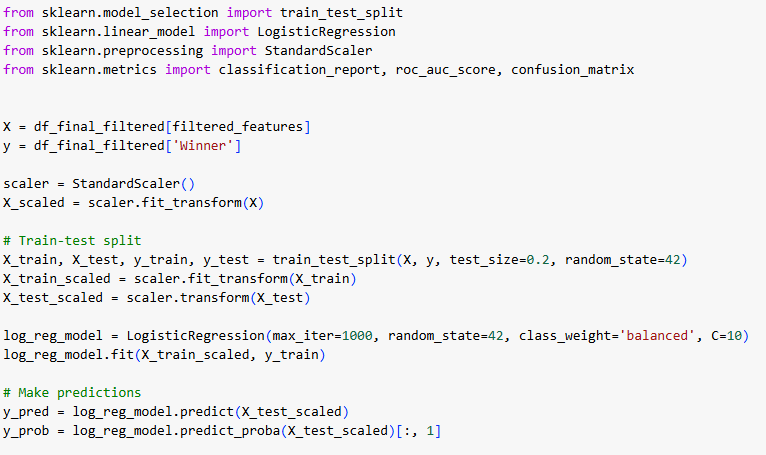 from sklearn.model_selection import train_test_split
from sklearn.linear_model import LogisticRegression
from sklearn.preprocessing import StandardScaler
from sklearn.metrics import classification_report, roc_auc_score, confusion_matrix
X = df_final_filtered[filtered_features]
y = df_final_filtered['Winner']
scaler = StandardScaler()
X_scaled = scaler.fit_transform(X)
# Train-test split
X_train, X_test, y_train, y_test = train_test_split(X, y, test_size=0.2, random_state=42)
X_train_scaled = scaler.fit_transform(X_train)
X_test_scaled = scaler.transform(X_test)
log_reg_model = LogisticRegression(max_iter=1000, random_state=42, class_weight='balanced', C=10)
log_reg_model.fit(X_train_scaled, y_train)
# Make predictions
y_pred = log_reg_model.predict(X_test_scaled)
y_prob = log_reg_model.predict_proba(X_test_scaled)[:, 1]